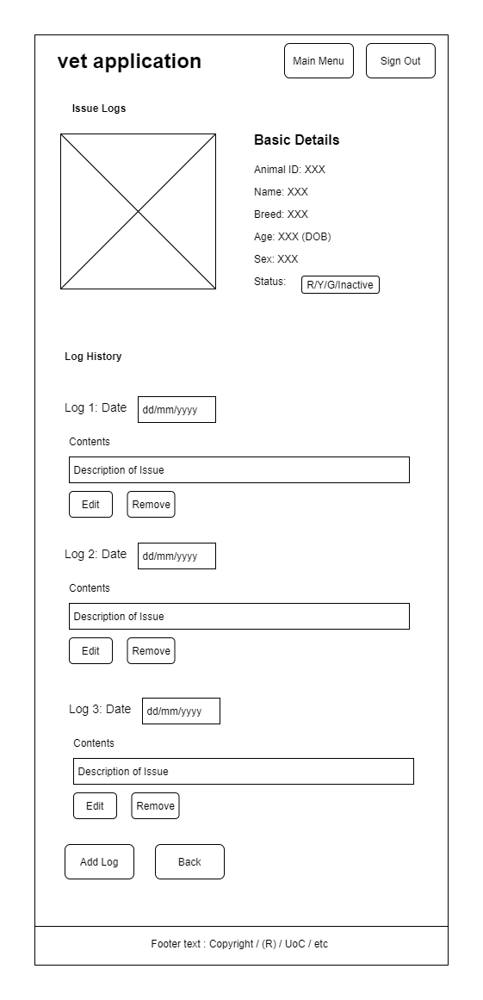 vet application
Main Menu
Sign Out
Issue Logs
Basic Details
Animal ID: XXX
Name: XXX
Breed: XXX
Age: XXX (DOB)
Sex: XXX
Status: R/Y/G/Inactive
Log History
Log 1: Date dd/mm/yyyy
Contents
Description of Issue
Edit Remove
Log 2: Date dd/mm/yyyy
Contents
Description of Issue
Edit Remove
Log 3: Date dd/mm/yyyy
Contents
Description of Issue
Edit Remove
Add Log Back
Footer text : Copyright / (R) / UoC / etc